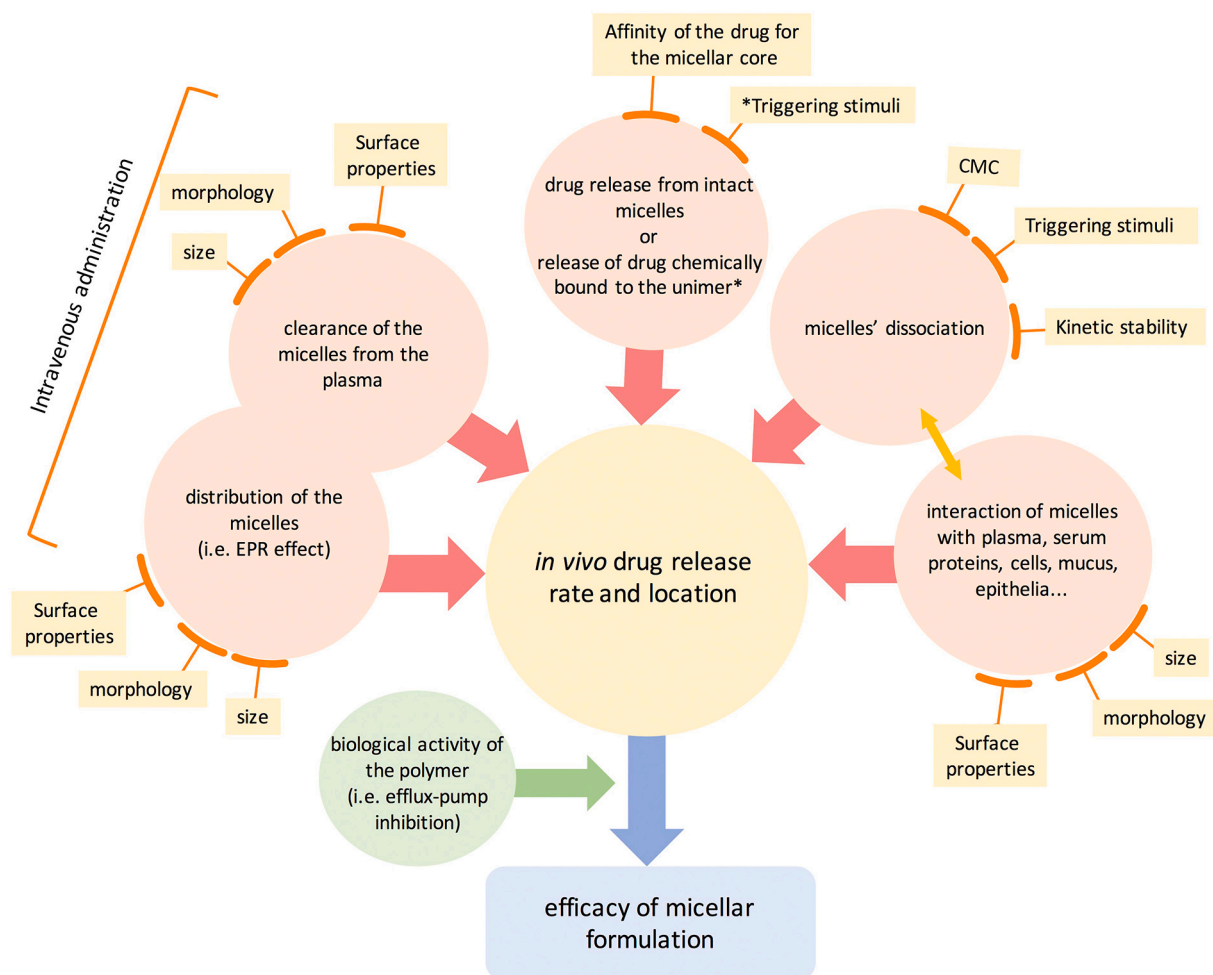 Affinity of the drug for
the micellar core
*Triggering stimuli
drug release from intact
micelles
or
release of drug chemically
bound to the unimer*
CMC
Triggering stimuli
Kinetic stability
micelles' dissociation
Intravenous administration
Surface
properties
morphology
size
clearance of the
micelles from the
plasma
distribution of the
micelles
(i.e. EPR effect)
Surface
properties
morphology
size
interaction of micelles
with plasma, serum
proteins, cells, mucus,
epithelia...
size
morphology
Surface
properties
in vivo drug release
rate and location
biological activity of
the polymer
(i.e. efflux-pump
inhibition)
efficacy of micellar
formulation